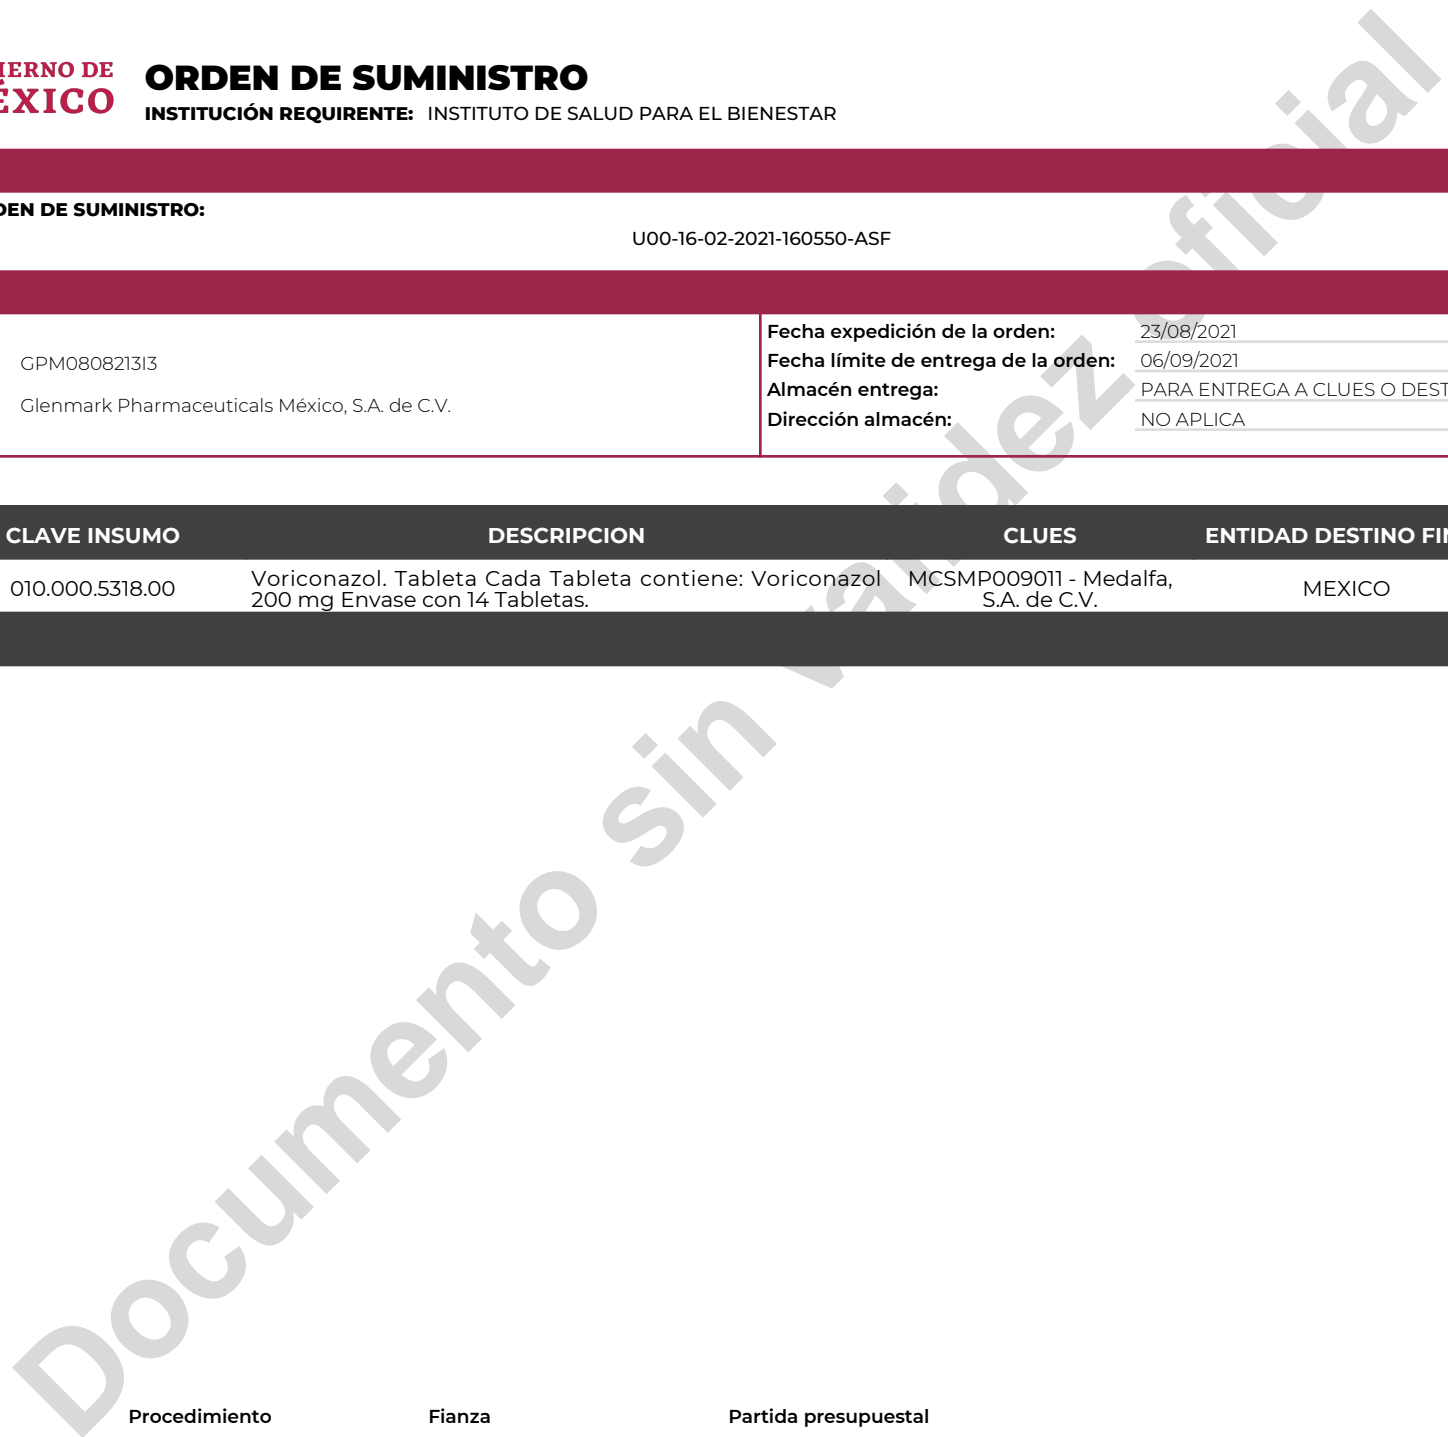 IERNO DE
ÉXICO
ORDEN DE SUMINISTRO
INSTITUCIÓN REQUIRENTE: INSTITUTO DE SALUD PARA EL BIENESTAR
DEN DE SUMINISTRO:
U00-16-02-2021-160550-ASF
GPM0808213I3
Glenmark Pharmaceuticals México, S.A. de C.V.
Fecha expedición de la orden: 23/08/2021
Fecha límite de entrega de la orden: 06/09/2021
Almacén entrega: PARA ENTREGA A CLUES O DEST
Dirección almacén: NO APLICA
CLAVE INSUMO DESCRIPCION CLUES ENTIDAD DESTINO FIN
010.000.5318.00 Voriconazol. Tableta Cada Tableta contiene: Voriconazol MCSMP009011 - Medalfa, MEXICO
200 mg Envase con 14 Tabletas. S.A. de C.V.
Documento sin validez oficial
Procedimiento Fianza Partida presupuestal